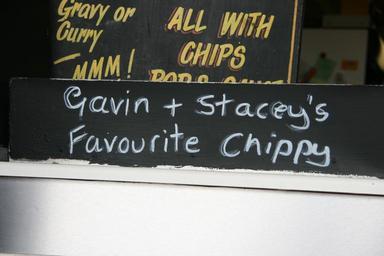 Gravy or
Curry
MMM!
ALL WITH
CHIPS
Gavin + Stacey's
Favourite Chippy